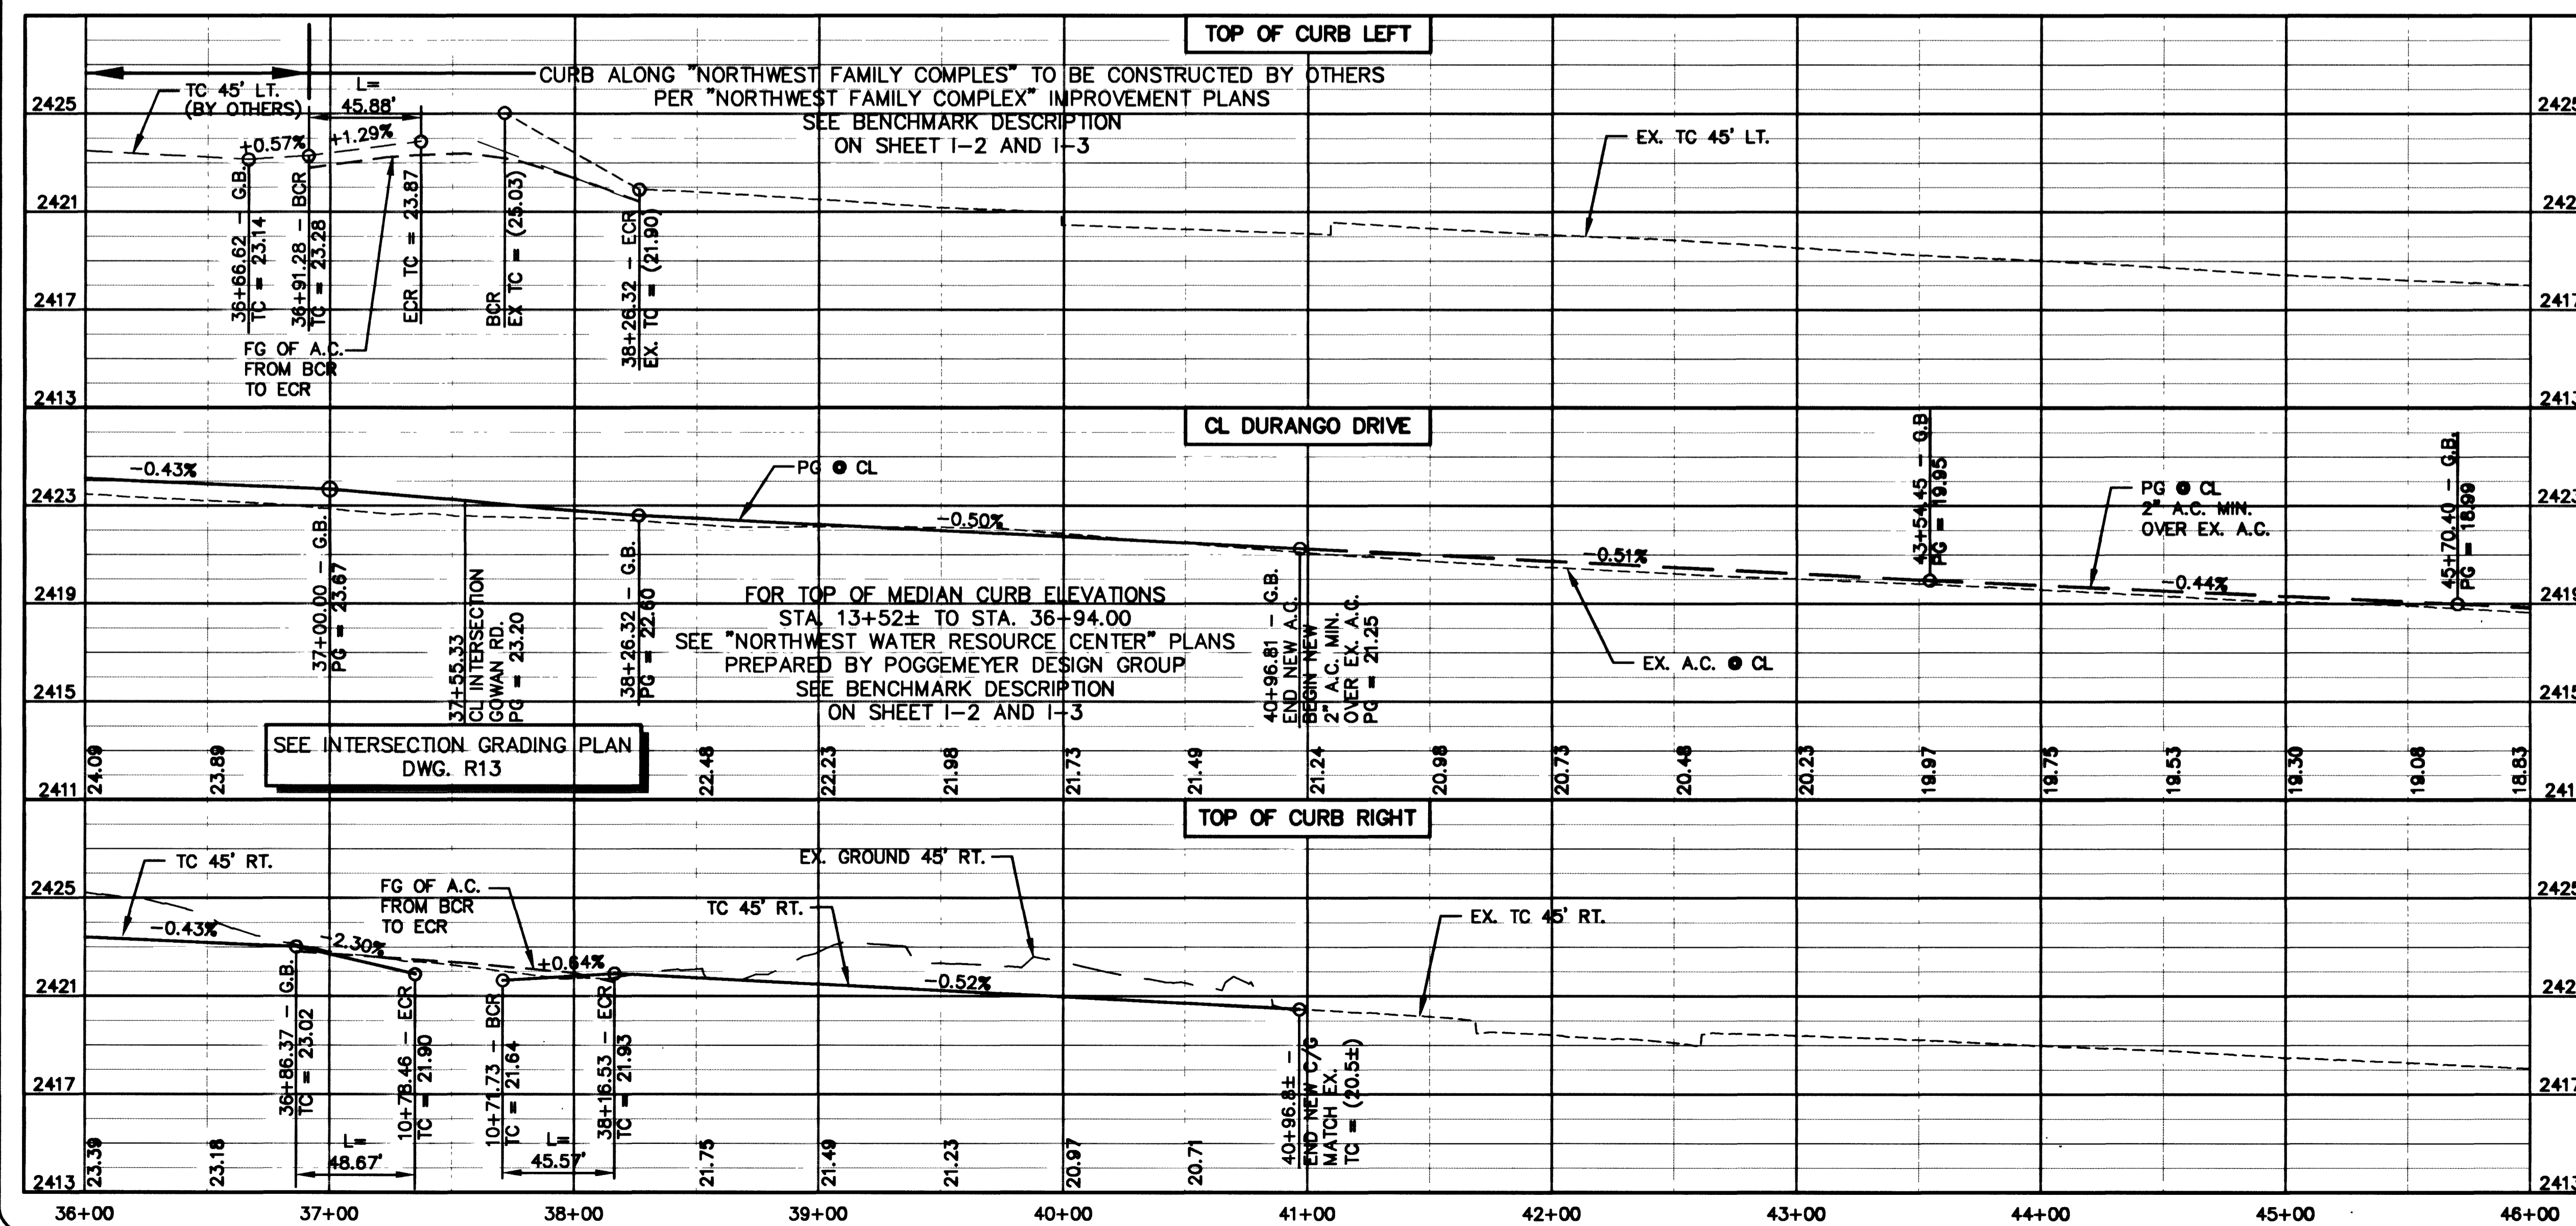 TOP OF CURB LEFT
CURB ALONG "NORTHWEST FAMILY COMPLES" TO BE CONSTRUCTED BY OTHERS
PER "NORTHWEST FAMILY COMPLEX" IMPROVEMENT PLANS
SEE BENCHMARK DESCRIPTION
ON SHEET I-2 AND I-3
TC 45' LT.
(BY OTHERS)
L=
45.88'
+0.57%
+1.29%
EX. TC 45' LT.
2425
2421
2417
2413
2425
242
2417
2413
36+66.62 - G.B.
TC = 23.14
36+91.28 - BCR
TC = 23.28
ECR TC = 23.87
BCR
EX TC = (25.03)
38+26.32 - ECR
EX. TC = (21.90)
FG OF A.C.
FROM BCR
TO ECR
CL DURANGO DRIVE
-0.43%
PG @ CL
-0.50%
-0.51%
-0.44%
PG @ CL
2" A.C. MIN.
OVER EX. A.C.
EX. A.C. @ CL
2423
2419
2415
2411
2423
2419
2415
241
37+00.00 - G.B.
PG = 23.67
37+55.33
CL INTERSECTION
GOWAN RD.
PG = 23.20
38+26.32 - G.B.
PG = 22.60
FOR TOP OF MEDIAN CURB ELEVATIONS
STA. 13+52± TO STA. 36+94.00
SEE "NORTHWEST WATER RESOURCE CENTER" PLANS
PREPARED BY POGGEMEYER DESIGN GROUP
SEE BENCHMARK DESCRIPTION
ON SHEET I-2 AND I-3
40+96.81 - G.B.
END NEW A.C.
BEGIN NEW
2" A.C. MIN.
OVER EX. A.C.
PG = 21.25
43+54.45 - G.B
PG = 19.95
45+70.40 - G.B.
PG = 18.99
SEE INTERSECTION GRADING PLAN
DWG. R13
24.09
23.89
22.48
22.23
21.98
21.73
21.49
21.24
20.98
20.73
20.48
20.23
19.97
19.75
19.53
19.30
19.08
18.83
TOP OF CURB RIGHT
TC 45' RT.
-0.43%
FG OF A.C.
FROM BCR
TO ECR
-2.30%
+0.64%
TC 45' RT.
EX. GROUND 45' RT.
-0.52%
EX. TC 45' RT.
2425
2421
2417
2413
2425
242
2417
2413
36+86.37 - G.B.
TC = 23.02
10+78.46 - ECR
TC = 21.90
10+71.73 - BCR
TC = 21.64
38+16.53 - ECR
TC = 21.93
40+96.8± -
END NEW C/G
MATCH EX.
TC = (20.5±)
L=
48.67'
L=
45.57'
23.39
23.18
21.75
21.49
21.23
20.97
20.71
36+00
37+00
38+00
39+00
40+00
41+00
42+00
43+00
44+00
45+00
46+00